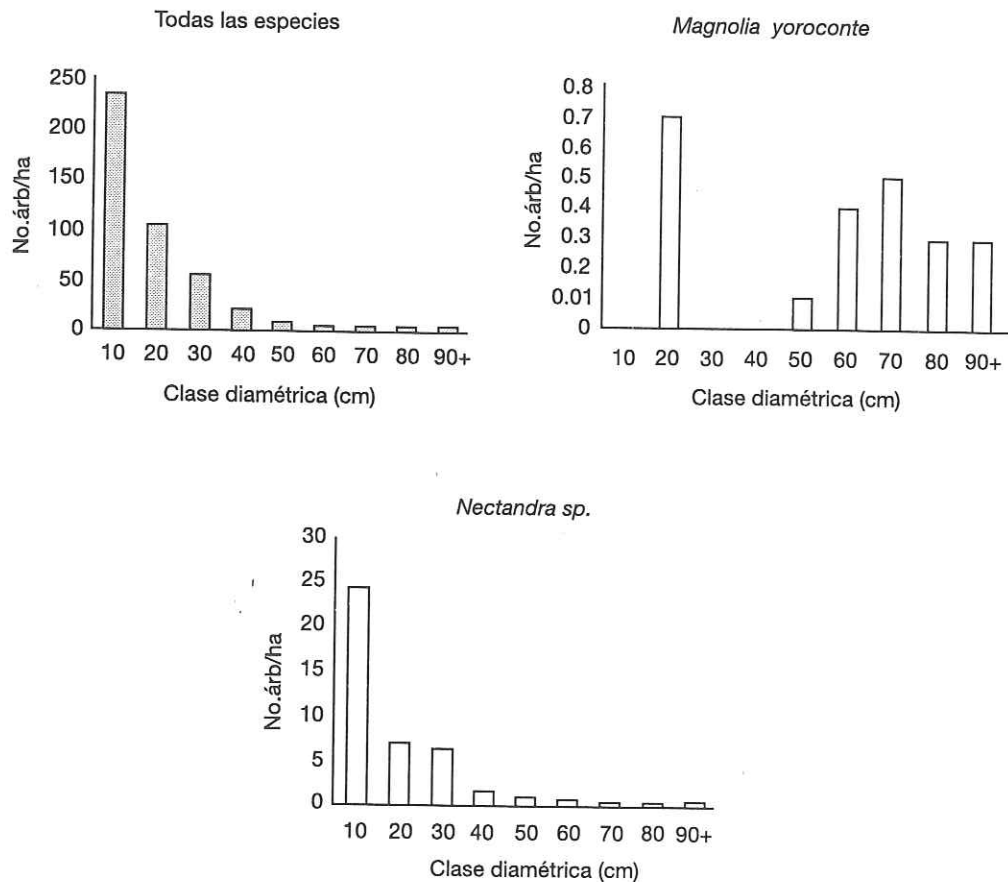 Todas las especies
No.árb/ha
250
200
150
100
50
0
10 20 30 40 50 60 70 80 90+
Clase diamétrica (cm)
Magnolia yoroconte
No.árb/ha
0.8
0.7
0.6
0.5
0.4
0.3
0.2
0.01
0
10 20 30 40 50 60 70 80 90+
Clase diamétrica (cm)
Nectandra sp.
No.árb/ha
30
25
20
15
10
5
0
10 20 30 40 50 60 70 80 90+
Clase diamétrica (cm)